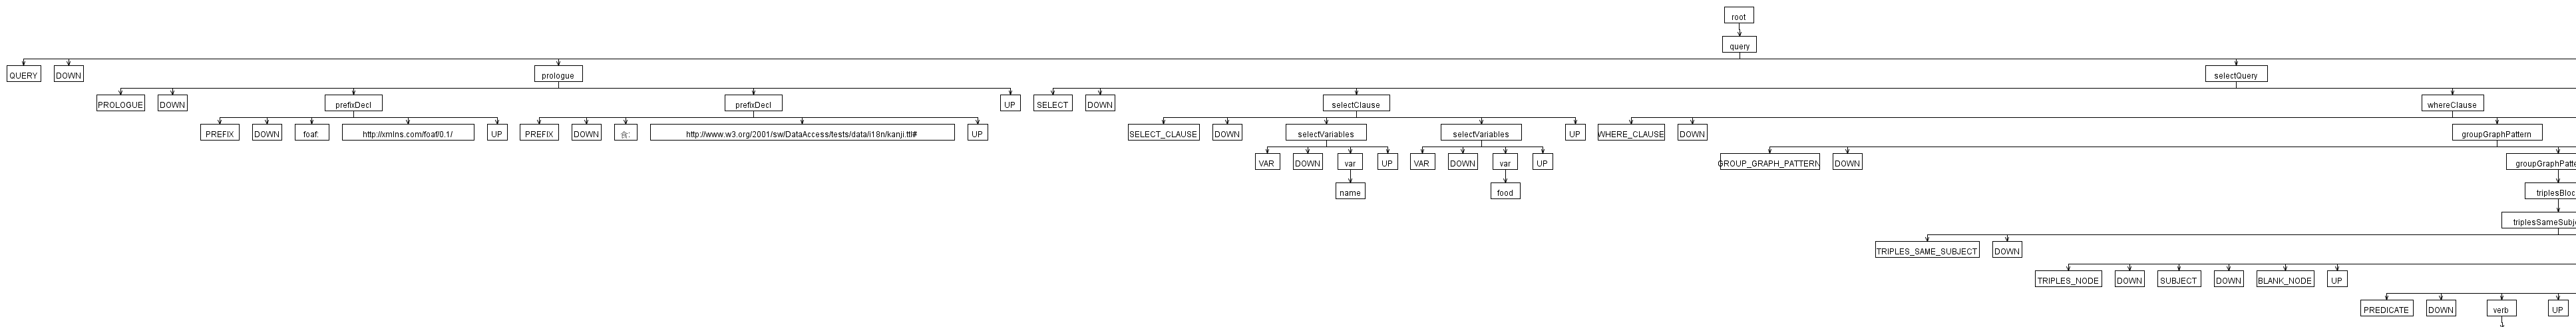 root
query
QUERY DOWN prologue selectQuery
PROLOGUE DOWN prefixDecl prefixDecl UP SELECT DOWN selectClause whereClause
PREFIX DOWN foaf: http://xmlns.com/foaf/0.1/ UP PREFIX DOWN 食: http://www.w3.org/2001/sw/DataAccess/tests/data/i18n/kanji.ttl# UP SELECT_CLAUSE DOWN selectVariables selectVariables UP WHERE_CLAUSE DOWN groupGraphPattern
VAR DOWN var UP VAR DOWN var UP GROUP_GRAPH_PATTERN DOWN groupGraphPatte
name food triplesBloc
triplesSameSubje
TRIPLES_SAME_SUBJECT DOWN
TRIPLES_NODE DOWN SUBJECT DOWN BLANK_NODE UP
PREDICATE DOWN verb UP